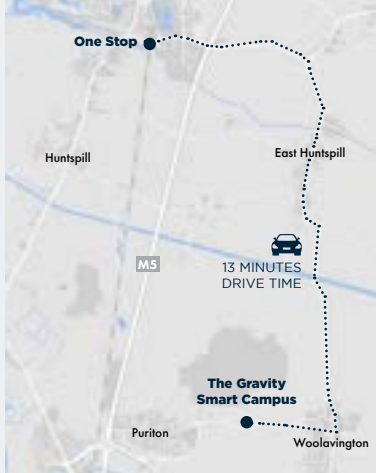 One Stop
Huntspill
East Huntspill
M5
13 MINUTES
DRIVE TIME
The Gravity
Smart Campus
Puriton
Woolavington